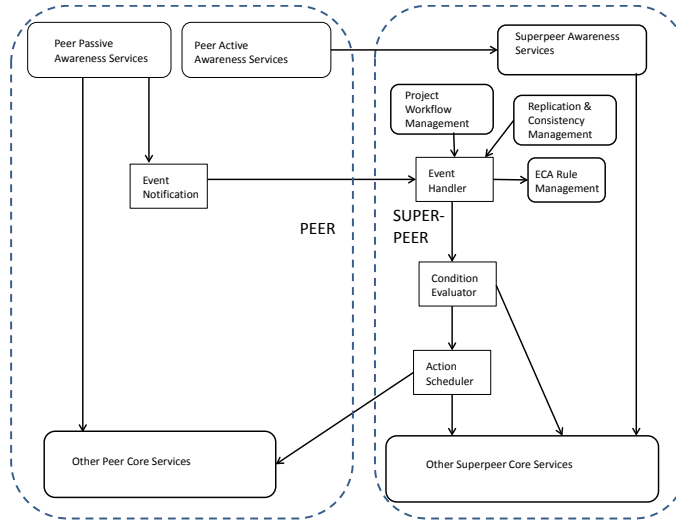 Peer Passive
Awareness Services
Peer Active
Awareness Services
Superpeer Awareness
Services
Project
Workflow
Management
Replication &
Consistency
Management
Event
Notification
Event
Handler
ECA Rule
Management
PEER
SUPER-
PEER
Condition
Evaluator
Action
Scheduler
Other Peer Core Services
Other Superpeer Core Services